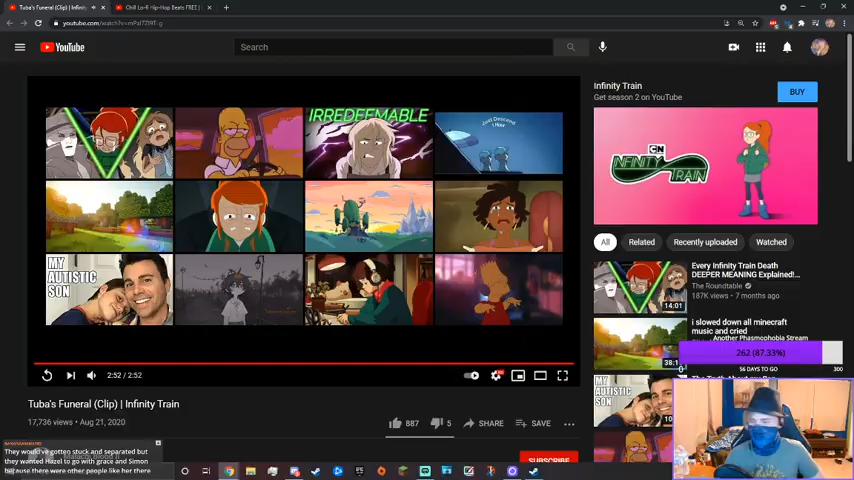 Tuba's Funeral (Clip) | Infinity
Chill Lo-fi Hip-Hop Beats FREE |
youtube.com
YouTube
Search
IRREDEEMABLE
Just Descend
MY
AUTISTIC
SON
2:52 / 2:52
Tuba's Funeral (Clip) | Infinity Train
17,736 views • Aug 21, 2020
887
5
SHARE
SAVE
SUBSCRIBE
They would've gotten stuck and separated but
they wanted Hazel to go with grace and Simon
because there were other people like her there
Infinity Train
Get season 2 on YouTube
BUY
CN
INFINITY
TRAIN
All
Related
Recently uploaded
Watched
Every Infinity Train Death
DEEPER MEANING Explained!...
The Roundtable
187K views • 7 months ago
14:01
i slowed down all minecraft
music and cried
Another Phasmophobia Stream
262 (87.33%)
0
56 DAYS TO GO
300
38:1
MY
AUTISTIC
SON